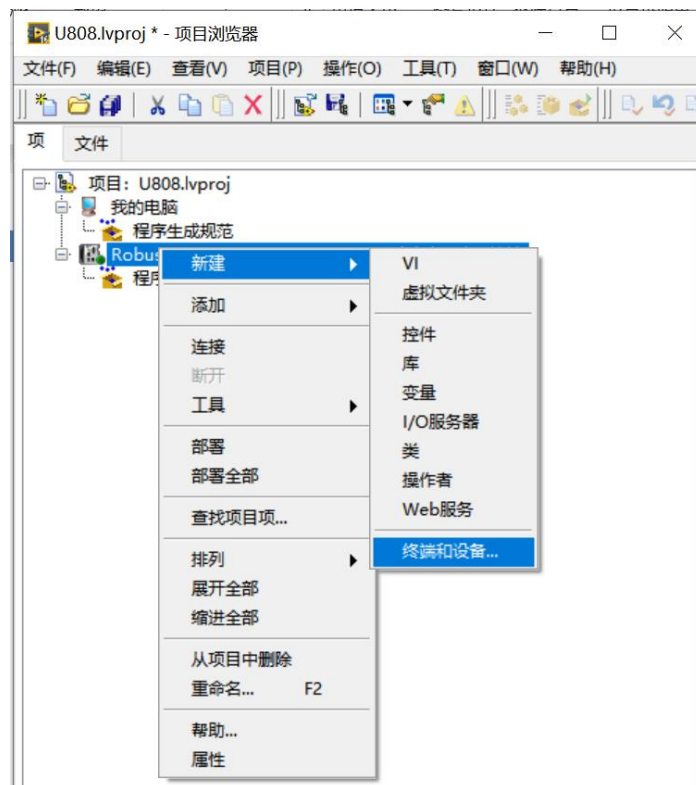 U808.lvproj * - 项目浏览器
文件(F) 编辑(E) 查看(V) 项目(P) 操作(O) 工具(T) 窗口(W) 帮助(H)
项 文件
项目: U808.lvproj
我的电脑
程序生成规范
新建
添加
连接
断开
工具
部署
部署全部
查找项目项...
排列
展开全部
缩进全部
从项目中删除
重命名... F2
帮助...
属性
VI
虚拟文件夹
控件
库
变量
I/O服务器
类
操作者
Web服务
终端和设备...